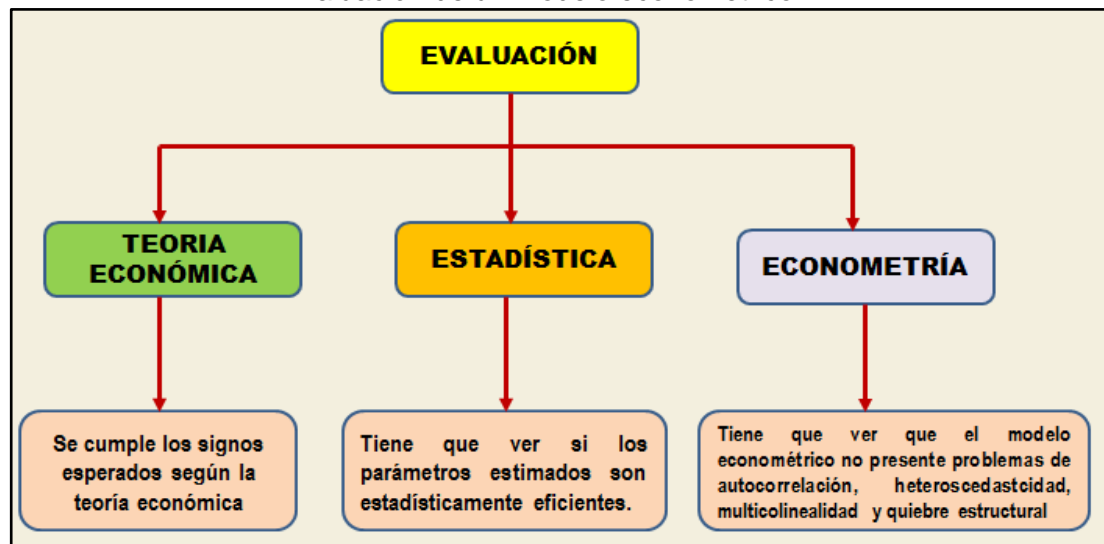 EVALUACIÓN
TEORIA
ECONÓMICA
ESTADÍSTICA
ECONOMETRÍA
Se cumple los signos
esperados según la
teoría económica
Tiene que ver si los
parámetros estimados son
estadísticamente eficientes.
Tiene que ver que el modelo
econométrico no presente problemas de
autocorrelación, heteroscedastcidad,
multicolinealidad y quiebre estructural